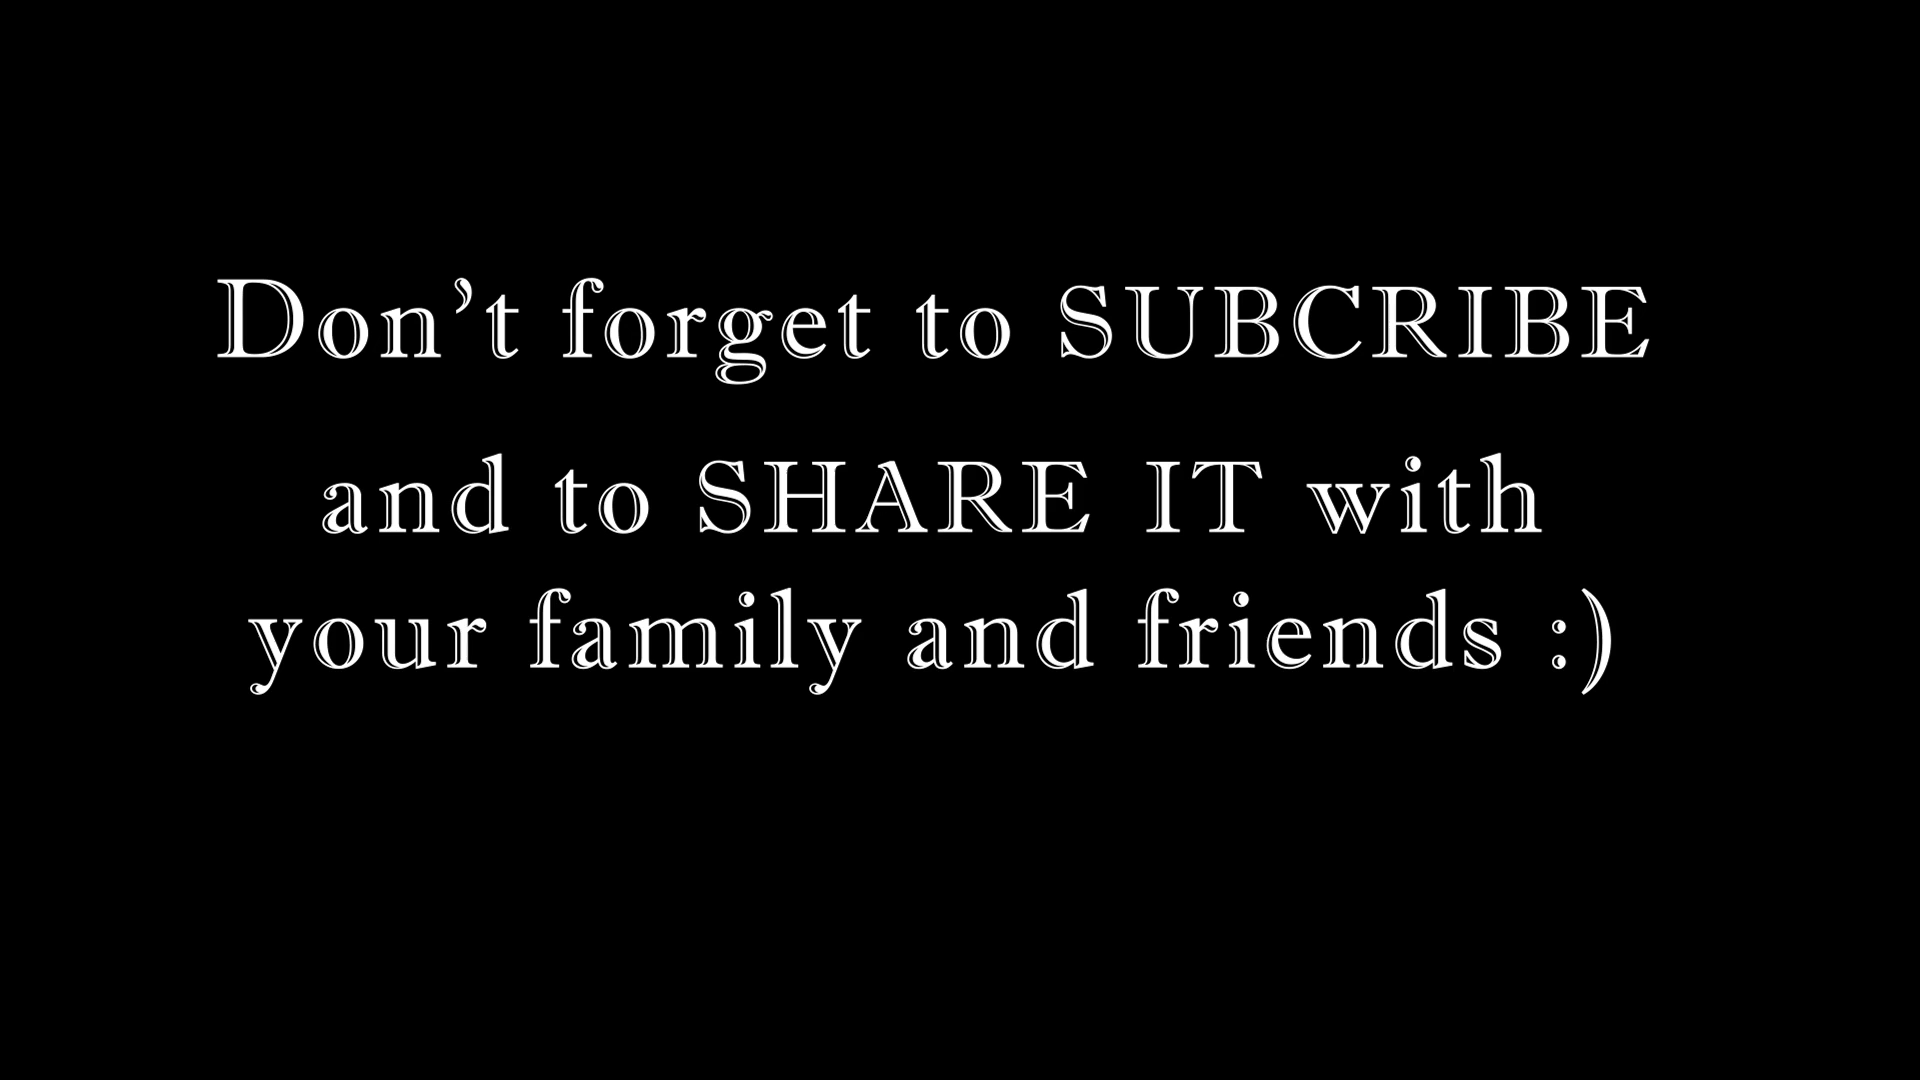 Don’t forget to SUBCRIBE
and to SHARE IT with
your family and friends :)